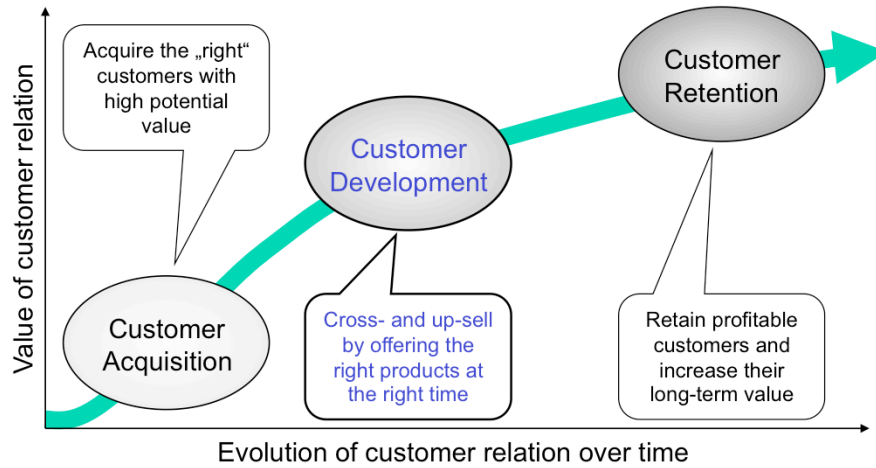 Acquire the „right“
customers with
high potential
value
Customer
Retention
Customer
Development
Value of customer relation
Customer
Acquisition
Cross- and up-sell
by offering the
right products at
the right time
Retain profitable
customers and
increase their
long-term value
Evolution of customer relation over time